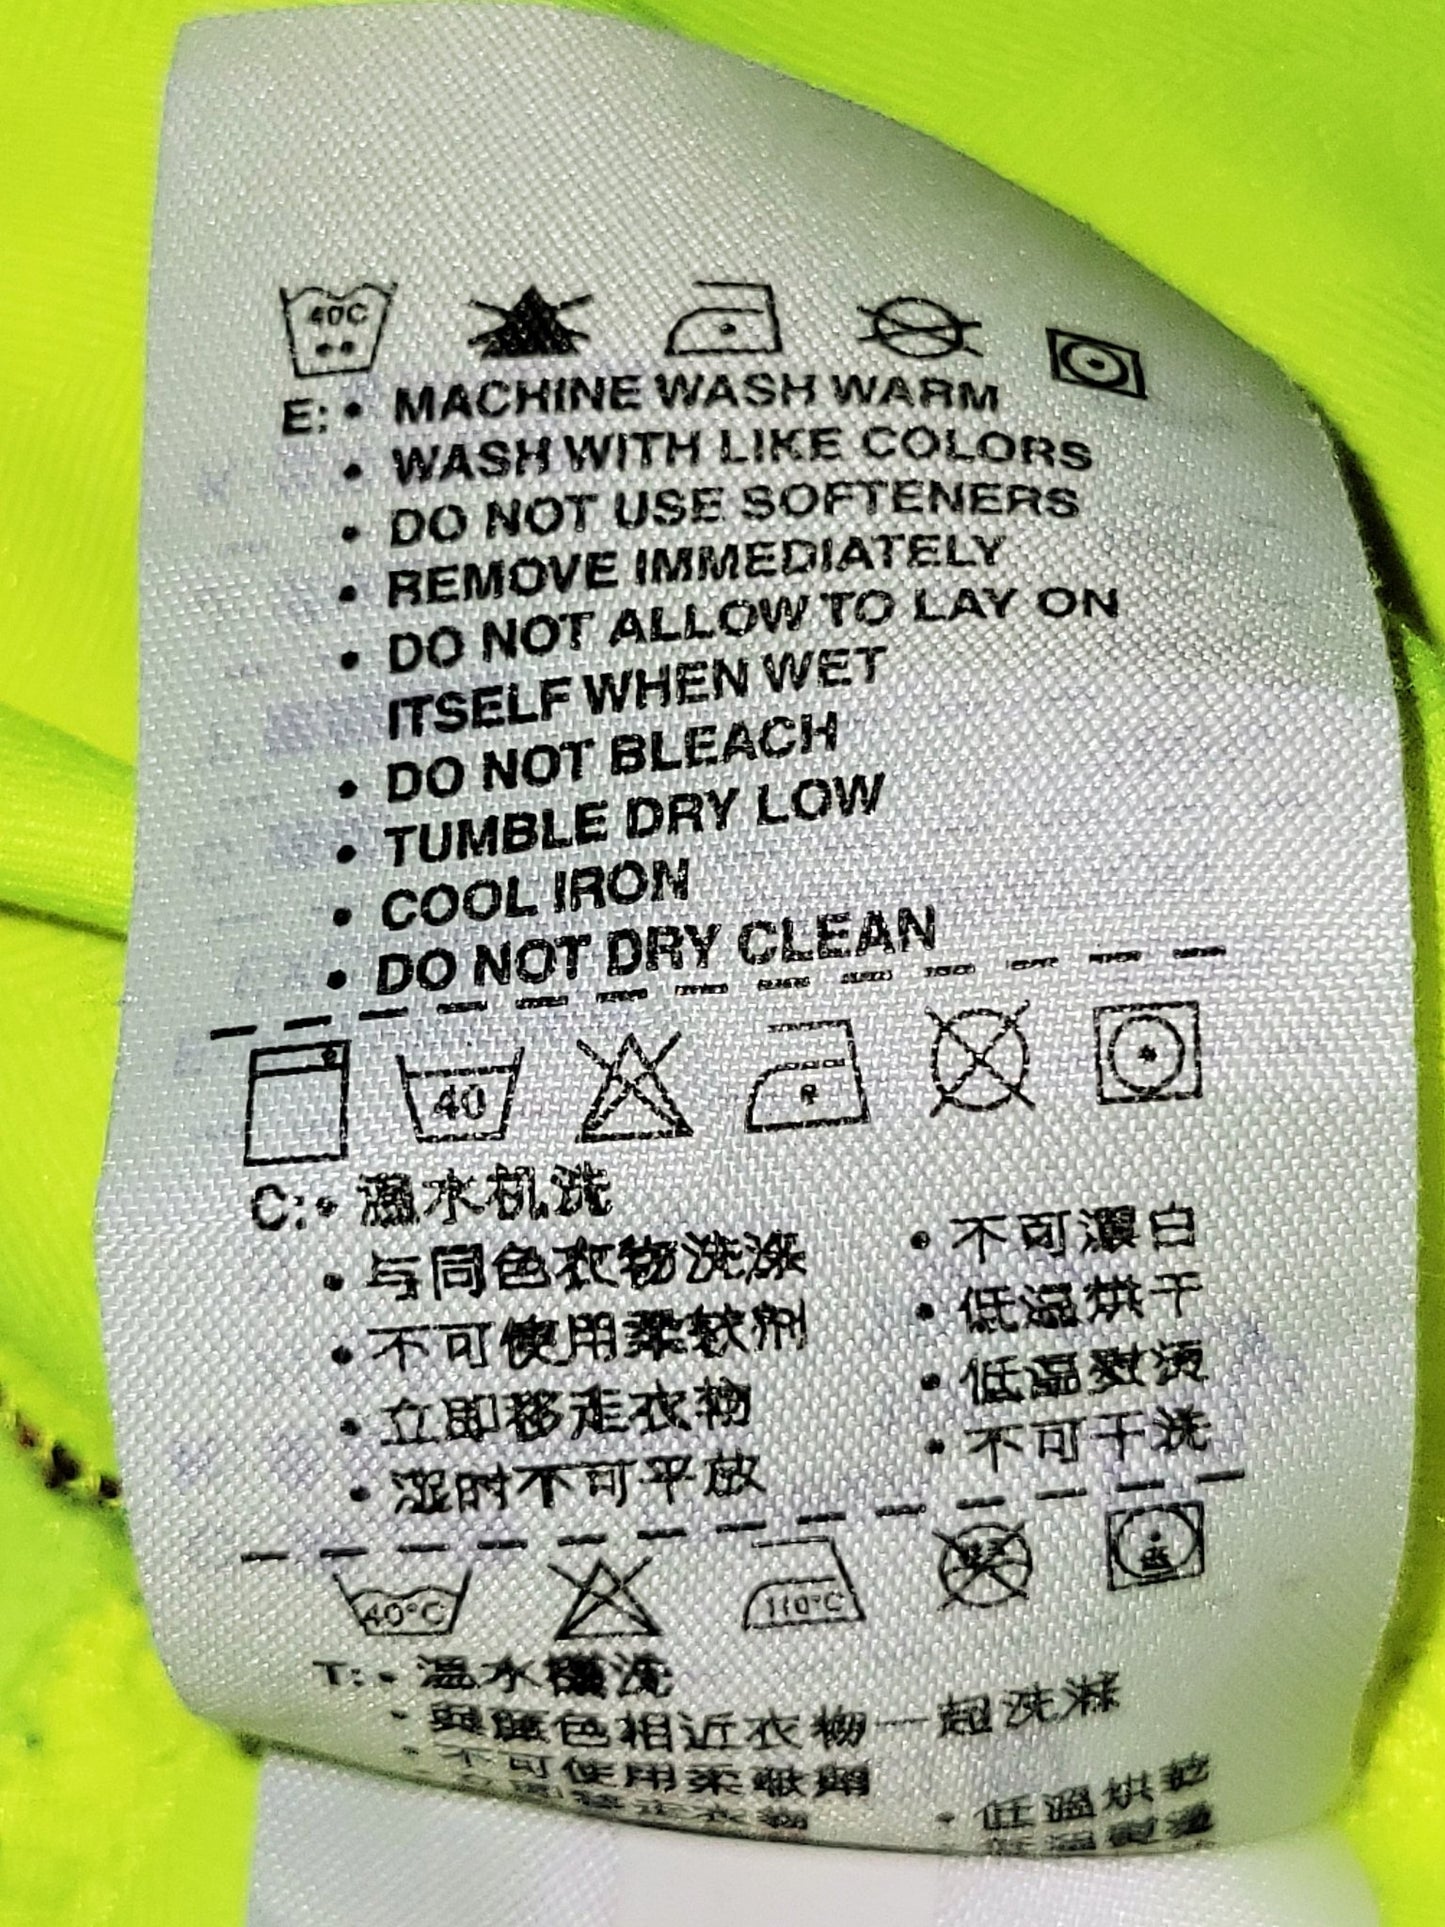 40C
E: • MACHINE WASH WARM
• WASH WITH LIKE COLORS
• DO NOT USE SOFTENERS
• REMOVE IMMEDIATELY
• DO NOT ALLOW TO LAY ON
ITSELF WHEN WET
• DO NOT BLEACH
• TUMBLE DRY LOW
• COOL IRON
• DO NOT DRY CLEAN
40
C: • 温水机洗
• 与同色衣物洗涤
• 不可使用柔软剂
• 立即移走衣物
• 湿时不可平放
• 不可漂白
• 低温烘干
• 低温熨烫
• 不可干洗
40°C
110°C
T: • 温水機洗
• 與顏色相近衣物一起洗滌
• 不可使用柔軟劑
• 低溫烘乾